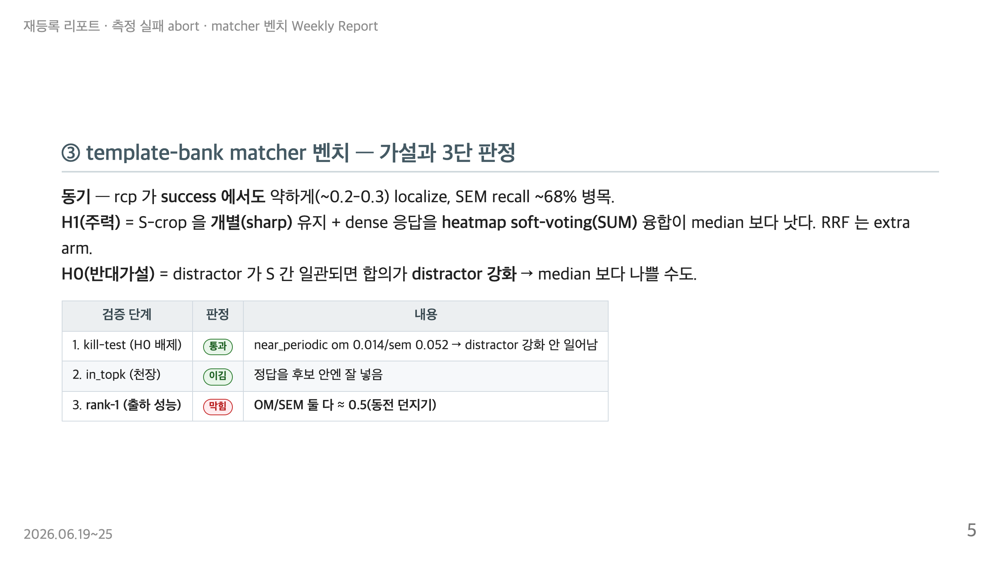 재등록 리포트 · 측정 실패 abort · matcher 벤치 Weekly Report
③ template-bank matcher 벤치 — 가설과 3단 판정
동기 — rcp 가 success 에서도 약하게(~0.2-0.3) localize, SEM recall ~68% 병목.
H1(주력) = S-crop 을 개별(sharp) 유지 + dense 응답을 heatmap soft-voting(SUM) 융합이 median 보다 낫다. RRF 는 extra
arm.
H0(반대가설) = distractor 가 S 간 일관되면 합의가 distractor 강화 → median 보다 나쁠 수도.
검증 단계 판정 내용
1. kill-test (H0 배제) 통과 near_periodic om 0.014/sem 0.052 → distractor 강화 안 일어남
2. in_topk (천장) 이김 정답을 후보 안엔 잘 넣음
3. rank-1 (출하 성능) 막힘 OM/SEM 둘 다 ≈ 0.5(동전 던지기)
2026.06.19~25
5